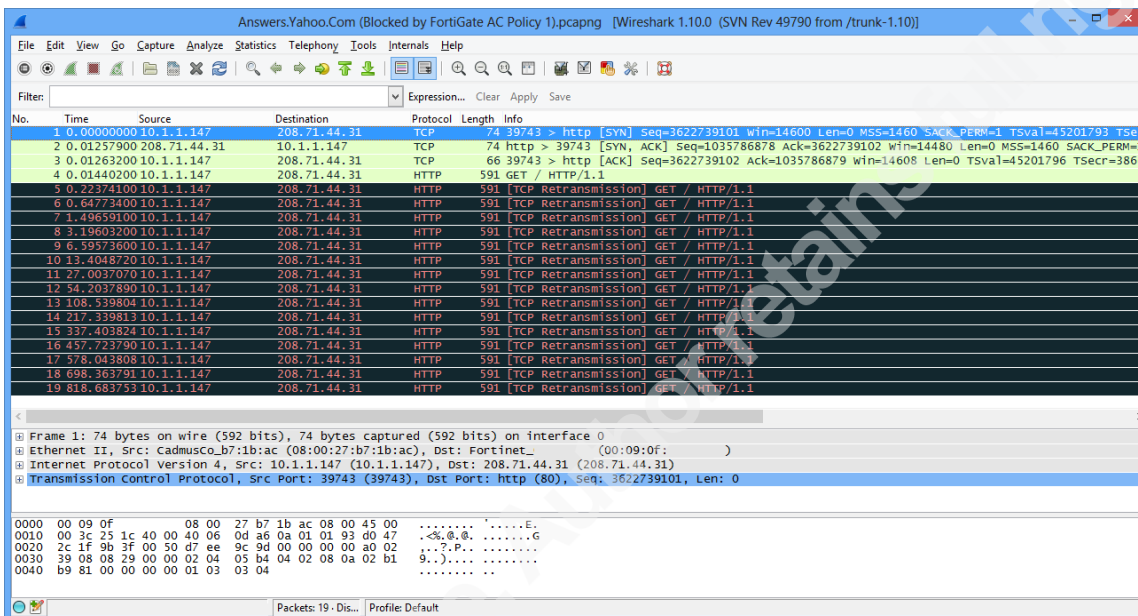 Answers.Yahoo.Com (Blocked by FortiGate AC Policy 1).pcapng [Wireshark 1.10.0 (SVN Rev 49790 from /trunk-1.10)]
File Edit View Go Capture Analyze Statistics Telephony Tools Internals Help
Filter: Expression... Clear Apply Save
No. Time Source Destination Protocol Length Info
1 0.00000000 10.1.1.147 208.71.44.31 TCP 74 39743 > http [SYN] Seq=3622739101 Win=14600 Len=0 MSS=1460 SACK_PERM=1 TSval=45201793 TSe
2 0.01257900 208.71.44.31 10.1.1.147 TCP 74 http > 39743 [SYN, ACK] Seq=1035786878 Ack=3622739102 Win=14480 Len=0 MSS=1460 SACK_PERM=
3 0.01263200 10.1.1.147 208.71.44.31 TCP 66 39743 > http [ACK] Seq=3622739102 Ack=1035786879 Win=14608 Len=0 TSval=45201796 TSecr=386
4 0.01440200 10.1.1.147 208.71.44.31 HTTP 591 GET / HTTP/1.1
5 0.22374100 10.1.1.147 208.71.44.31 HTTP 591 [TCP Retransmission] GET / HTTP/1.1
6 0.64773400 10.1.1.147 208.71.44.31 HTTP 591 [TCP Retransmission] GET / HTTP/1.1
7 1.49659100 10.1.1.147 208.71.44.31 HTTP 591 [TCP Retransmission] GET / HTTP/1.1
8 3.19603200 10.1.1.147 208.71.44.31 HTTP 591 [TCP Retransmission] GET / HTTP/1.1
9 6.59573600 10.1.1.147 208.71.44.31 HTTP 591 [TCP Retransmission] GET / HTTP/1.1
10 13.4048720 10.1.1.147 208.71.44.31 HTTP 591 [TCP Retransmission] GET / HTTP/1.1
11 27.0037070 10.1.1.147 208.71.44.31 HTTP 591 [TCP Retransmission] GET / HTTP/1.1
12 54.2037890 10.1.1.147 208.71.44.31 HTTP 591 [TCP Retransmission] GET / HTTP/1.1
13 108.539804 10.1.1.147 208.71.44.31 HTTP 591 [TCP Retransmission] GET / HTTP/1.1
14 217.339813 10.1.1.147 208.71.44.31 HTTP 591 [TCP Retransmission] GET / HTTP/1.1
15 337.403824 10.1.1.147 208.71.44.31 HTTP 591 [TCP Retransmission] GET / HTTP/1.1
16 457.723790 10.1.1.147 208.71.44.31 HTTP 591 [TCP Retransmission] GET / HTTP/1.1
17 578.043808 10.1.1.147 208.71.44.31 HTTP 591 [TCP Retransmission] GET / HTTP/1.1
18 698.363791 10.1.1.147 208.71.44.31 HTTP 591 [TCP Retransmission] GET / HTTP/1.1
19 818.683753 10.1.1.147 208.71.44.31 HTTP 591 [TCP Retransmission] GET / HTTP/1.1
Frame 1: 74 bytes on wire (592 bits), 74 bytes captured (592 bits) on interface 0
Ethernet II, Src: CadmusCo_b7:1b:ac (08:00:27:b7:1b:ac), Dst: Fortinet_ (00:09:0f: )
Internet Protocol Version 4, Src: 10.1.1.147 (10.1.1.147), Dst: 208.71.44.31 (208.71.44.31)
Transmission Control Protocol, Src Port: 39743 (39743), Dst Port: http (80), Seq: 3622739101, Len: 0
0000 00 09 0f 08 00 27 b7 1b ac 08 00 45 00 ........ '.....E.
0010 00 3c 25 1c 40 00 40 06 0d a6 0a 01 01 93 d0 47 .<%.@.@. .......G
0020 2c 1f 9b 3f 00 50 d7 ee 9c 9d 00 00 00 00 a0 02 ,..?.P.. ........
0030 39 08 08 29 00 00 02 04 05 b4 04 02 08 0a 02 b1 9..).... ........
0040 b9 81 00 00 00 00 01 03 03 04 ........ ..
Packets: 19 · Dis... Profile: Default
Author retains full